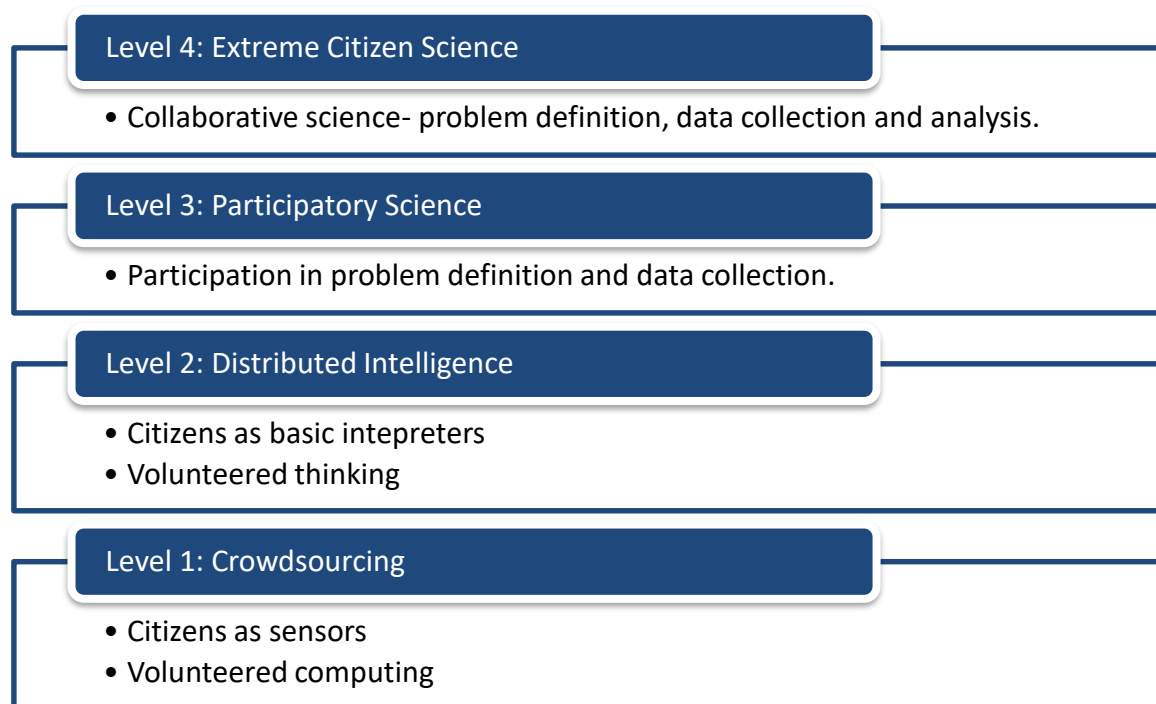 Level 4: Extreme Citizen Science
• Collaborative science- problem definition, data collection and analysis.
Level 3: Participatory Science
• Participation in problem definition and data collection.
Level 2: Distributed Intelligence
• Citizens as basic intepreters
• Volunteered thinking
Level 1: Crowdsourcing
• Citizens as sensors
• Volunteered computing